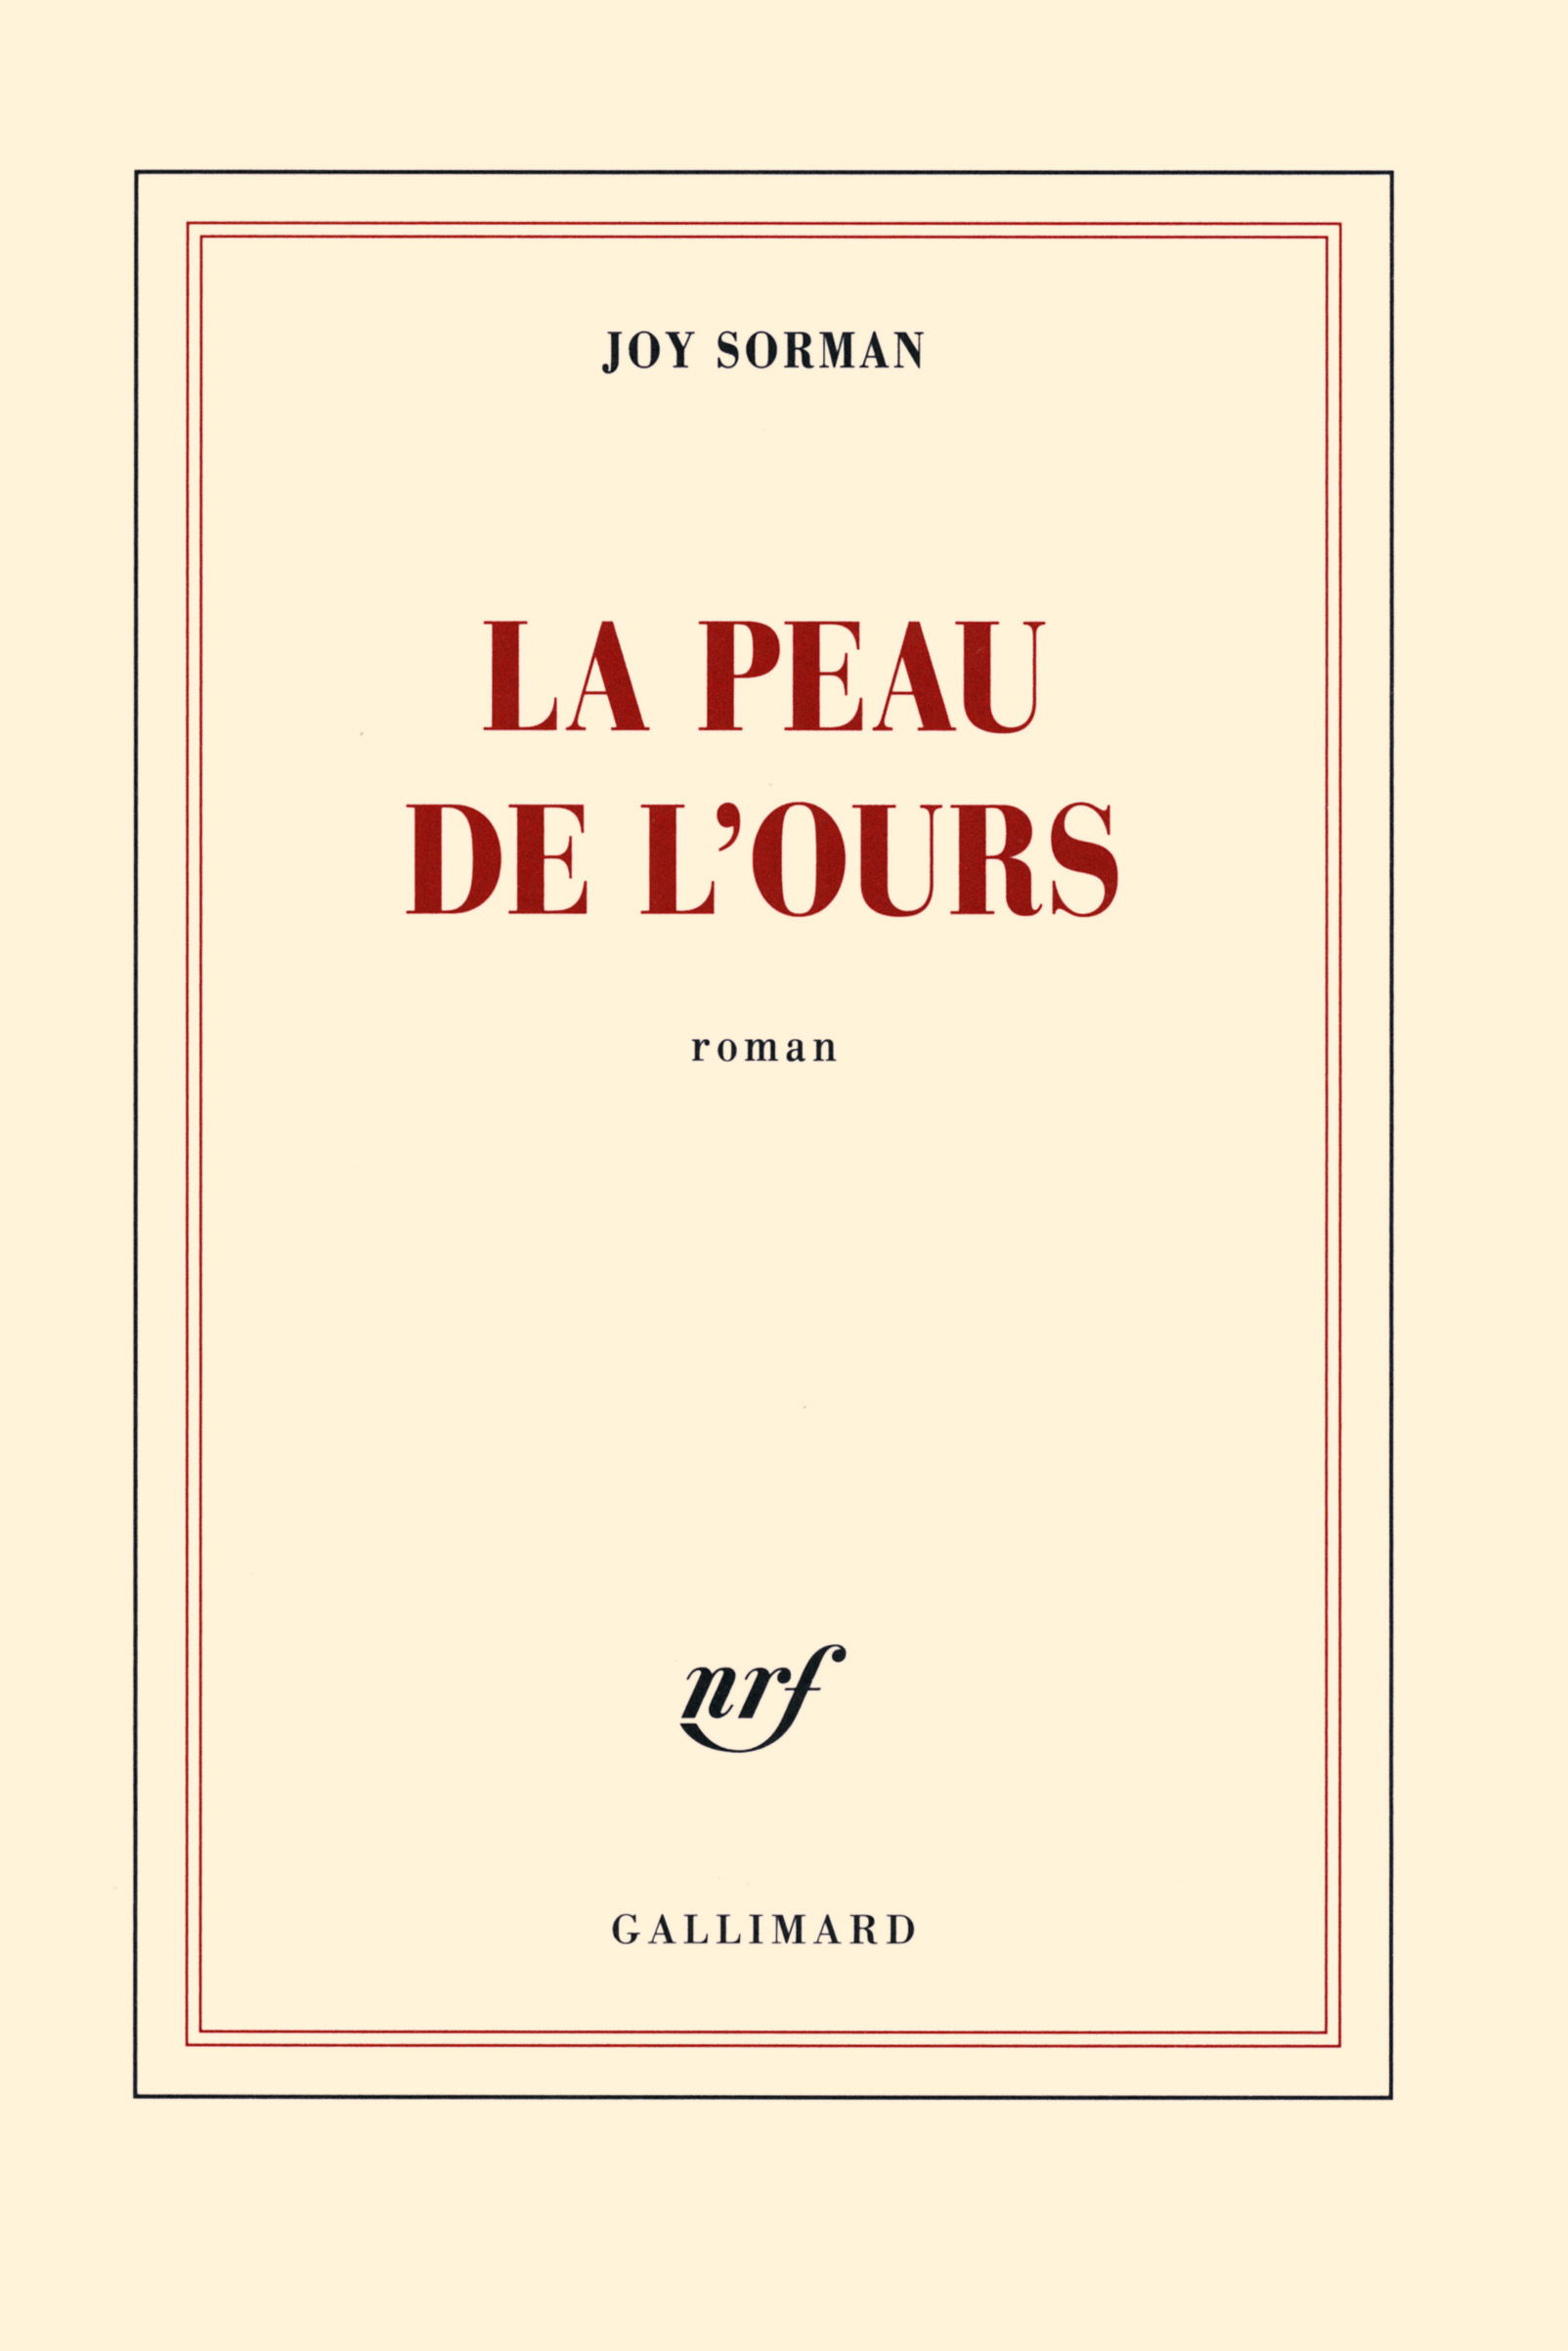 JOY SORMAN
LA PEAU
DE L’OURS
roman
nrf
GALLIMARD